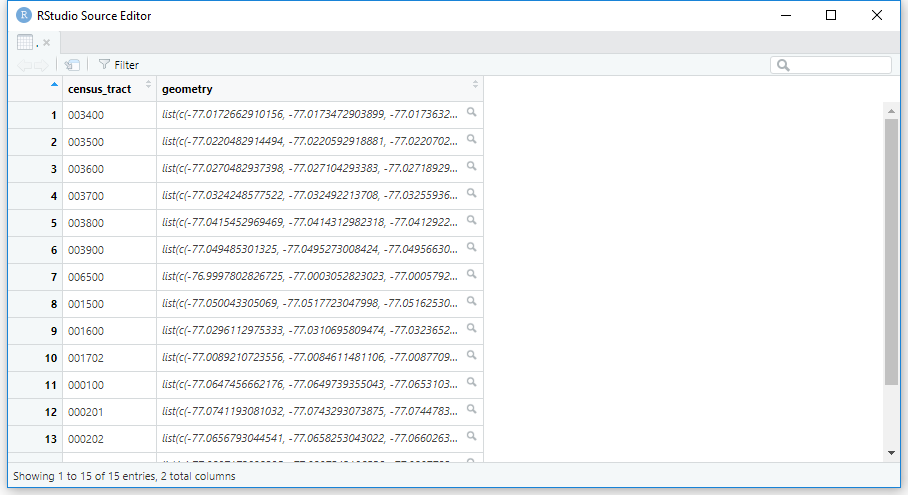 RStudio Source Editor
.
Filter
census_tract geometry
1 003400 list(c(-77.0172662910156, -77.0173472903899, -77.0173632...
2 003500 list(c(-77.0220482914494, -77.0220592918881, -77.0220702...
3 003600 list(c(-77.0270482937398, -77.027104293383, -77.02718929...
4 003700 list(c(-77.0324248577522, -77.032492213708, -77.03255936...
5 003800 list(c(-77.0415452969469, -77.0414312982318, -77.0412922...
6 003900 list(c(-77.049485301325, -77.0495273008424, -77.04956630...
7 006500 list(c(-76.9997802826725, -77.0003052823023, -77.0005792...
8 001500 list(c(-77.050043305069, -77.0517723047998, -77.05162530...
9 001600 list(c(-77.0296112975333, -77.0310695809474, -77.0323652...
10 001702 list(c(-77.0089210723556, -77.0084611481106, -77.0087709...
11 000100 list(c(-77.0647456662176, -77.0649739355043, -77.0653103...
12 000201 list(c(-77.0741193081032, -77.0743293073875, -77.0744783...
13 000202 list(c(-77.0656793044541, -77.0658253043022, -77.0660263...
Showing 1 to 15 of 15 entries, 2 total columns